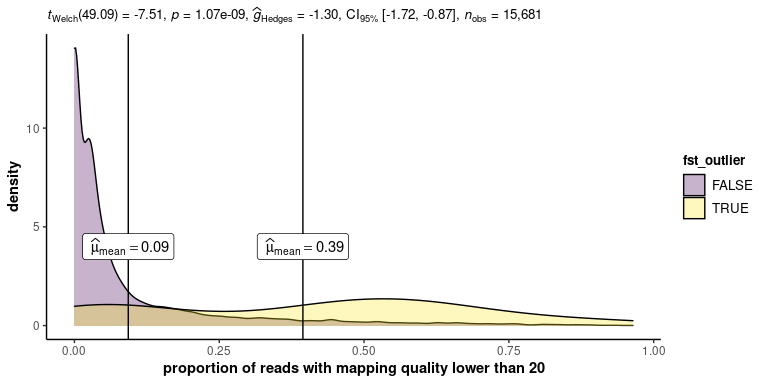 t_Welch(49.09) = -7.51, p = 1.07e-09, ĝ_Hedges = -1.30, CI_95% [-1.72, -0.87], n_obs = 15,681
density
10
5
0
μ̂_mean = 0.09
μ̂_mean = 0.39
0.00 0.25 0.50 0.75 1.00
proportion of reads with mapping quality lower than 20
fst_outlier
FALSE
TRUE